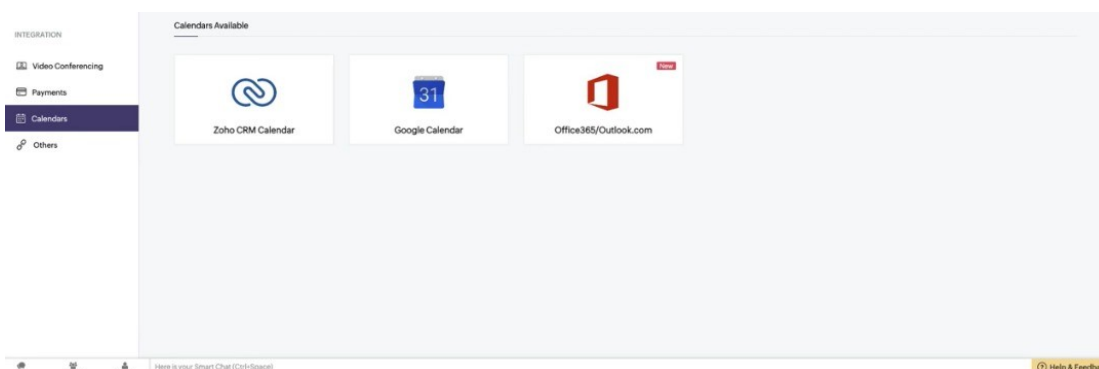 INTEGRATION
Video Conferencing
Payments
Calendars
Others
Calendars Available
Zoho CRM Calendar
31
Google Calendar
New
Office365/Outlook.com
Here is your Smart Chat (Ctrl+Space)
Help & Feedb